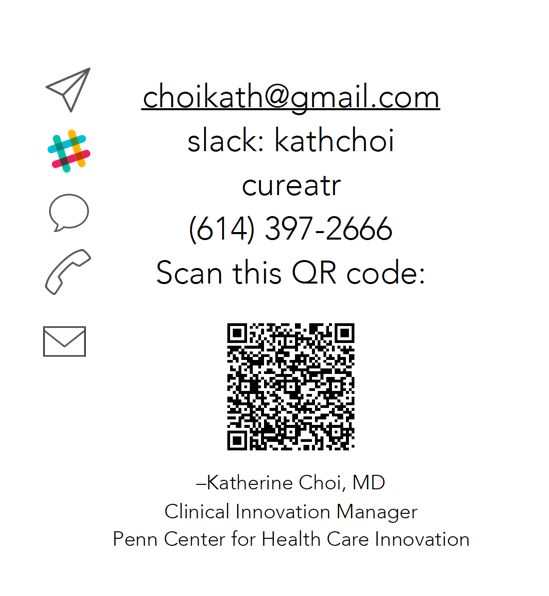 choikath@gmail.com
slack: kathchoi
cureatr
(614) 397-2666
Scan this QR code:
–Katherine Choi, MD
Clinical Innovation Manager
Penn Center for Health Care Innovation